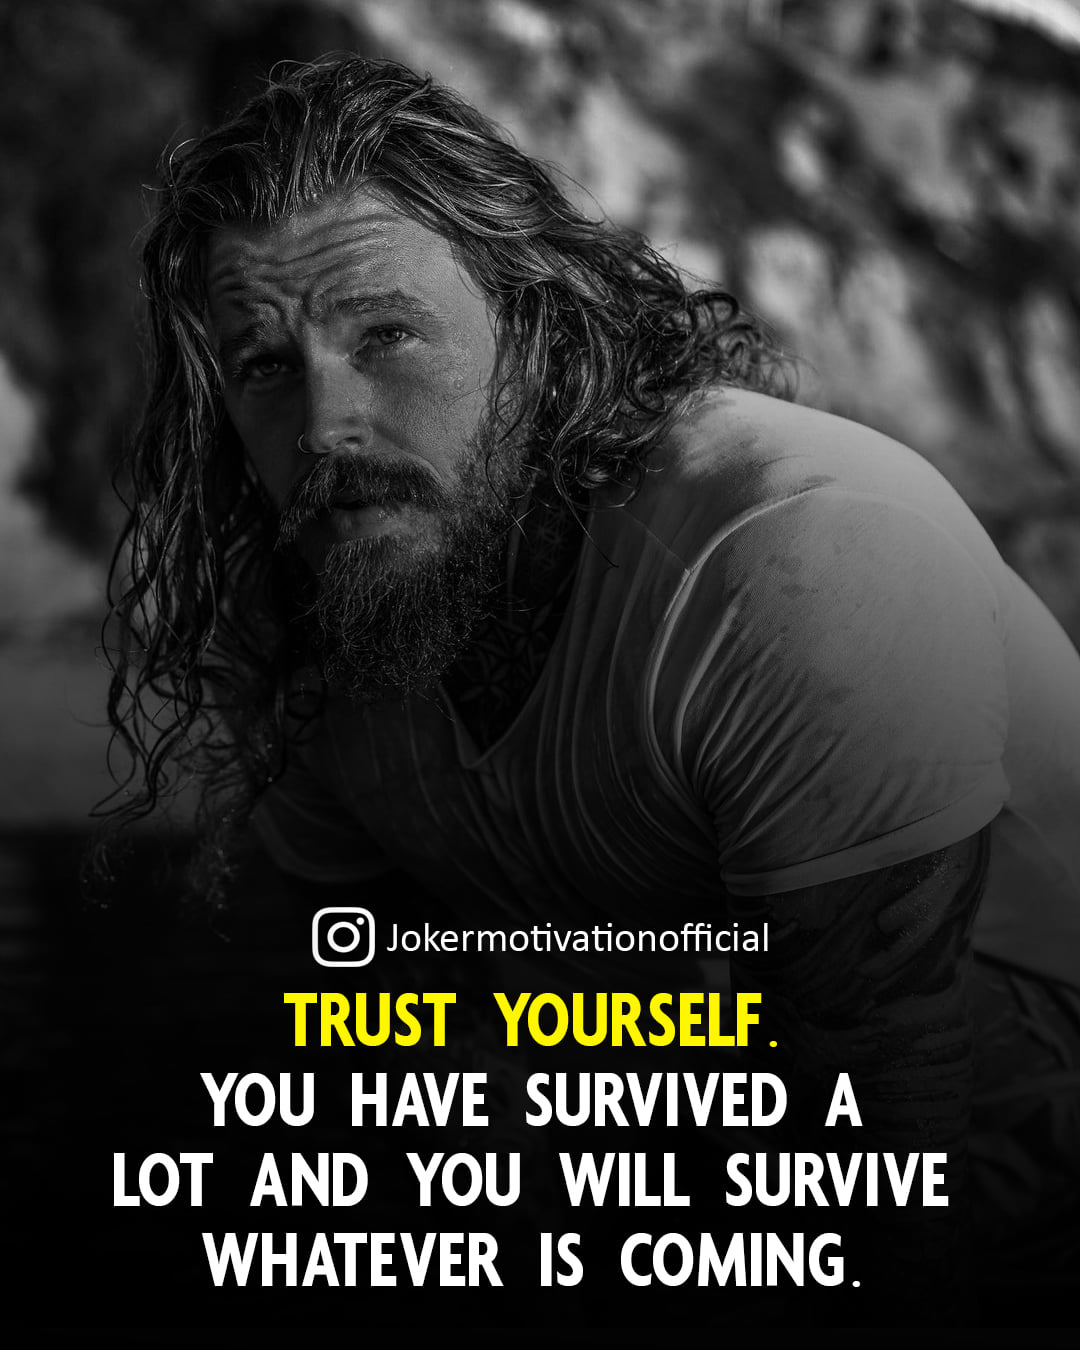 Jokermotivationofficial
TRUST YOURSELF.
YOU HAVE SURVIVED A
LOT AND YOU WILL SURVIVE
WHATEVER IS COMING.